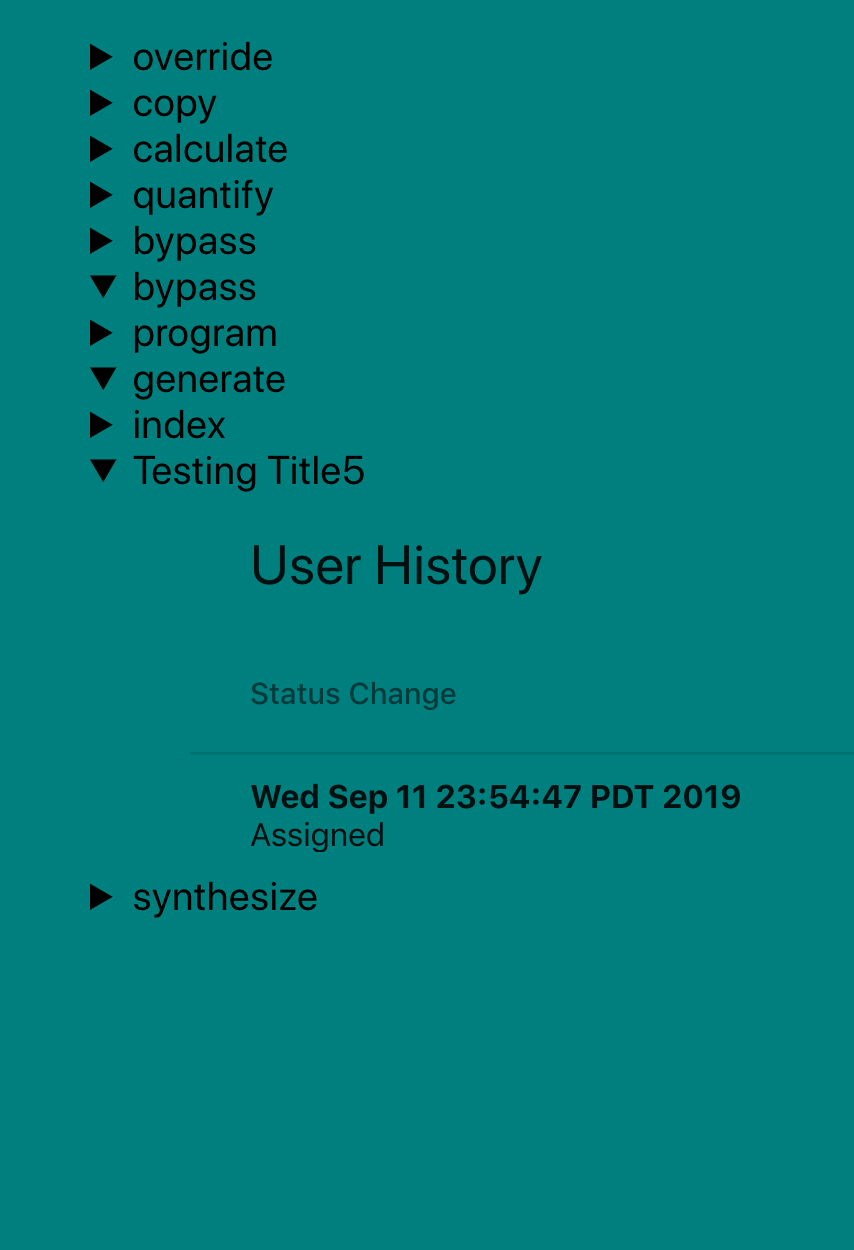 override
copy
calculate
quantify
bypass
bypass
program
generate
index
Testing Title5
User History
Status Change
Wed Sep 11 23:54:47 PDT 2019
Assigned
synthesize